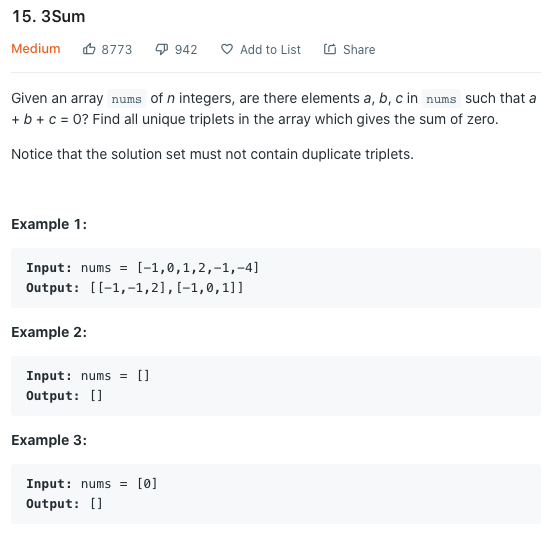 15. 3Sum
Medium 8773 942 Add to List Share
Given an array nums of n integers, are there elements a, b, c in nums such that a
+ b + c = 0? Find all unique triplets in the array which gives the sum of zero.
Notice that the solution set must not contain duplicate triplets.
Example 1:
Input: nums = [-1,0,1,2,-1,-4]
Output: [[-1,-1,2],[-1,0,1]]
Example 2:
Input: nums = []
Output: []
Example 3:
Input: nums = [0]
Output: []